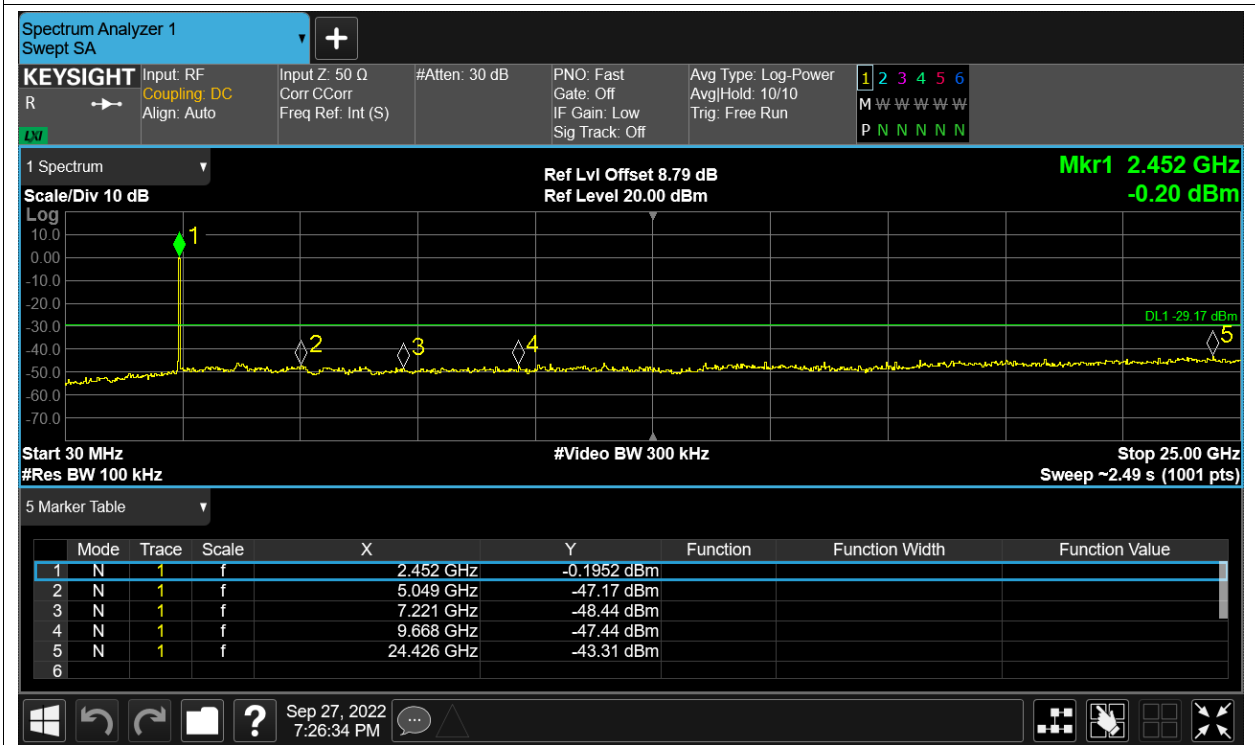 Spectrum Analyzer 1
Swept SA
KEYSIGHT Input: RF Input Z: 50 Ω #Atten: 30 dB PNO: Fast Avg Type: Log-Power 1 2 3 4 5 6
R Coupling: DC Corr CCorr Gate: Off Avg|Hold: 10/10 M W W W W W
Align: Auto Freq Ref: Int (S) IF Gain: Low Trig: Free Run
LXI Sig Track: Off P N N N N N
1 Spectrum Ref Lvl Offset 8.79 dB Mkr1 2.452 GHz
Scale/Div 10 dB Ref Level 20.00 dBm -0.20 dBm
Log
10.0
1
0.00
-10.0
-20.0
DL1 -29.17 dBm
-30.0
2 3 4 5
-40.0
-50.0
-60.0
-70.0
Start 30 MHz #Video BW 300 kHz Stop 25.00 GHz
#Res BW 100 kHz Sweep ~2.49 s (1001 pts)
5 Marker Table
Mode Trace Scale X Y Function Function Width Function Value
1 N 1 f 2.452 GHz -0.1952 dBm
2 N 1 f 5.049 GHz -47.17 dBm
3 N 1 f 7.221 GHz -48.44 dBm
4 N 1 f 9.668 GHz -47.44 dBm
5 N 1 f 24.426 GHz -43.31 dBm
6
? Sep 27, 2022
7:26:34 PM